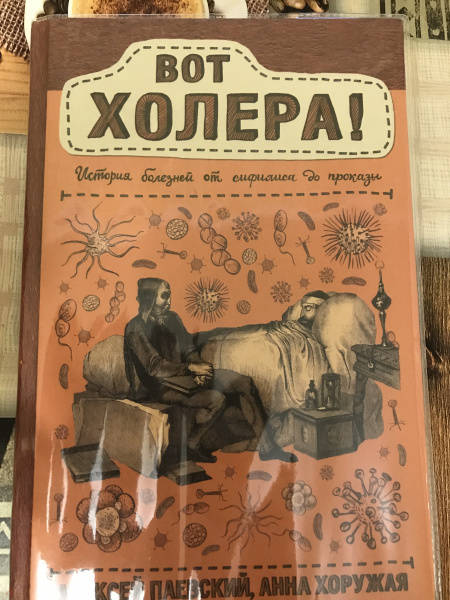 ВОТ
ХОЛЕРА!
История болезней от сифилиса до проказы
ПАЕВСКИЙ, АННА ХОРУЖАЯ